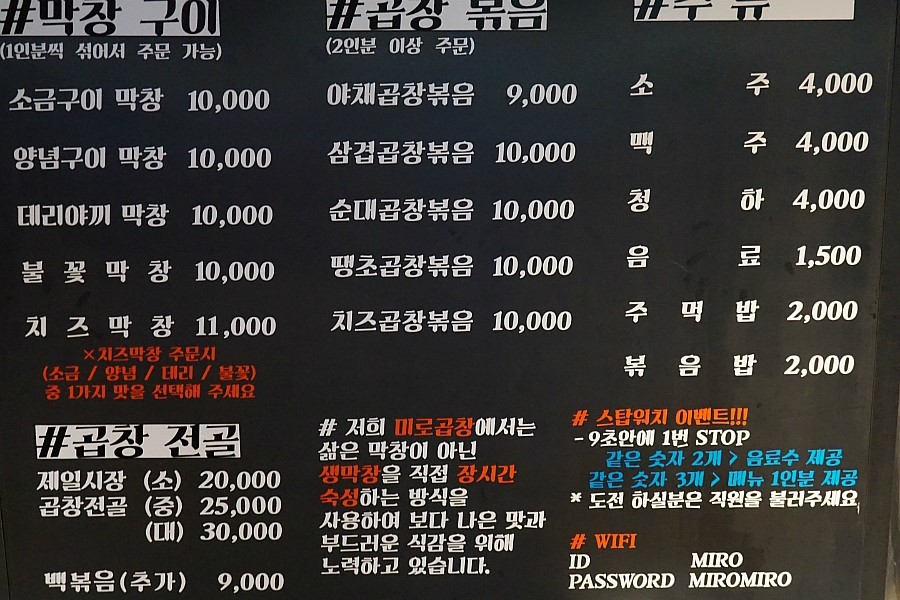 #막창 구이
(1인분씩 섞어서 주문 가능)
소금구이 막창 10,000
양념구이 막창 10,000
데리야끼 막창 10,000
불 꽃 막 창 10,000
치 즈 막 창 11,000
×치즈막창 주문시
(소금 / 양념 / 데리 / 불꽃)
중 1가지 맛을 선택해 주세요
#곱창 전골
제일시장 (소) 20,000
곱창전골 (중) 25,000
(대) 30,000
백볶음(추가) 9,000
#곱창 볶음
(2인분 이상 주문)
야채곱창볶음 9,000
삼겹곱창볶음 10,000
순대곱창볶음 10,000
땡초곱창볶음 10,000
치즈곱창볶음 10,000
# 저희 미로곱창에서는
삶은 막창이 아닌
생막창을 직접 장시간
숙성하는 방식을
사용하여 보다 나은 맛과
부드러운 식감을 위해
노력하고 있습니다.
#주 류
소 주 4,000
맥 주 4,000
청 하 4,000
음 료 1,500
주 먹 밥 2,000
볶 음 밥 2,000
# 스탑워치 이벤트!!!
- 9초안에 1번 STOP
같은 숫자 2개 > 음료수 제공
같은 숫자 3개 > 메뉴 1인분 제공
* 도전 하실분은 직원을 불러주세요
# WIFI
ID MIRO
PASSWORD MIROMIRO